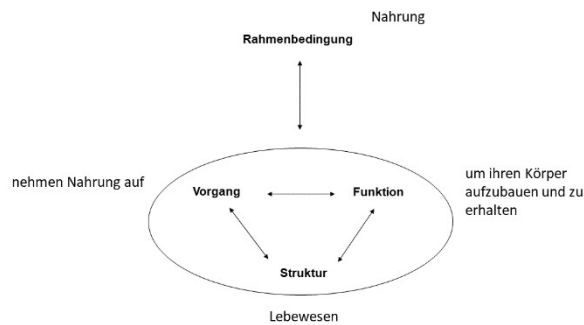 Nahrung
Rahmenbedingung
nehmen Nahrung auf
Vorgang
Funktion
um ihren Körper
aufzubauen und zu
erhalten
Struktur
Lebewesen